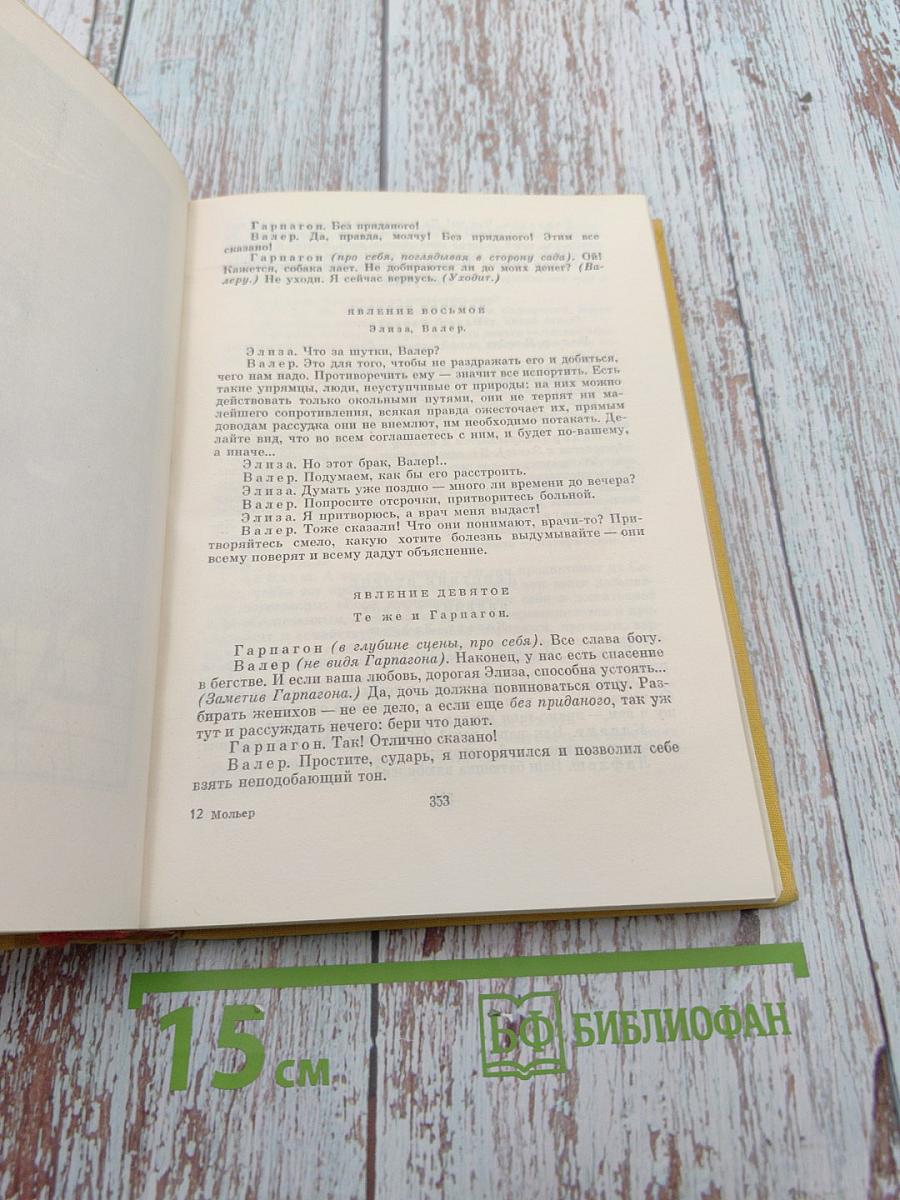 Гарпагон. Без приданого!
Валер. Да, правда, молчу! Без приданого! Этим все
сказано!
Гарпагон (про себя, поглядывая в сторону сада). Ой!
Кажется, собака лает. Не добираются ли до моих денег? (Ва-
леру.) Не уходи. Я сейчас вернусь. (Уходит.)
ЯВЛЕНИЕ ВОСЬМОЕ
Элиза, Валер.
Элиза. Что за шутки, Валер?
Валер. Это для того, чтобы не раздражать его и добиться,
чего нам надо. Противоречить ему — значит все испортить. Есть
такие упрямцы, люди, неуступчивые от природы: на них можно
действовать только окольными путями, они не терпят ни ма-
лейшего сопротивления, всякая правда ожесточает их, прямым
доводам рассудка они не внемлют, им необходимо потакать. Де-
лайте вид, что во всем соглашаетесь с ним, и будет по-вашему,
а иначе...
Элиза. Но этот брак, Валер!..
Валер. Подумаем, как бы его расстроить.
Элиза. Думать уже поздно — много ли времени до вечера?
Валер. Попросите отсрочки, притворитесь больной.
Элиза. Я притворюсь, а врач меня выдаст!
Валер. Тоже сказали! Что они понимают, врачи-то? При-
творяйтесь смело, какую хотите болезнь выдумывайте — они
всему поверят и всему дадут объяснение.
ЯВЛЕНИЕ ДЕВЯТОЕ
Те же и Гарпагон.
Гарпагон (в глубине сцены, про себя). Все слава богу.
Валер (не видя Гарпагона). Наконец, у нас есть спасение
в бегстве. И если ваша любовь, дорогая Элиза, способна устоять...
(Заметив Гарпагона.) Да, дочь должна повиноваться отцу. Раз-
бирать женихов — не ее дело, а если еще без приданого, так уж
тут и рассуждать нечего: бери что дают.
Гарпагон. Так! Отлично сказано!
Валер. Простите, сударь, я погорячился и позволил себе
взять неподобающий тон.
353
12 Мольер
15 см
БФ БИБЛИОФАН